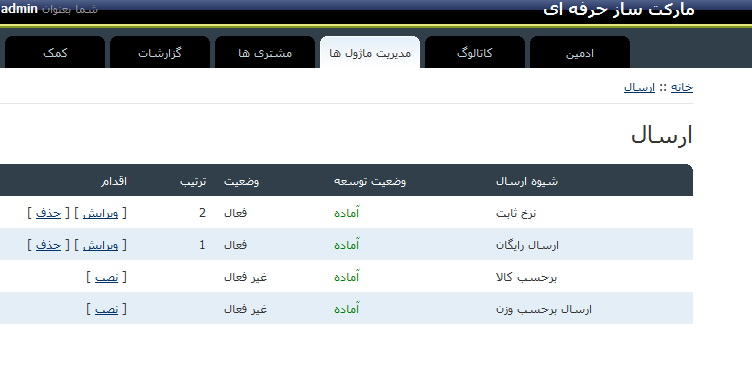 مارکت ساز حرفه ای
شما بعنوان admin
ادمین کاتالوگ مدیریت ماژول ها مشتری ها گزارشات کمک
خانه :: ارسال
ارسال
شیوه ارسال وضعیت توسعه وضعیت ترتیب اقدام
نرخ ثابت آماده فعال 2 [ ویرایش ] [ حذف ]
ارسال رایگان آماده فعال 1 [ ویرایش ] [ حذف ]
برحسب کالا آماده غیر فعال [ نصب ]
ارسال برحسب وزن آماده غیر فعال [ نصب ]